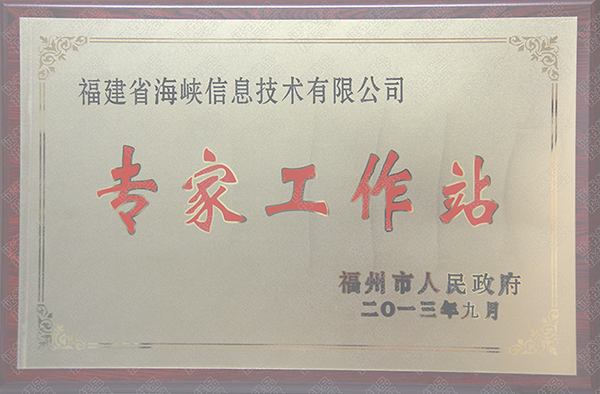 福建省海峡信息技术有限公司
专家工作站
福州市人民政府
二〇一三年九月